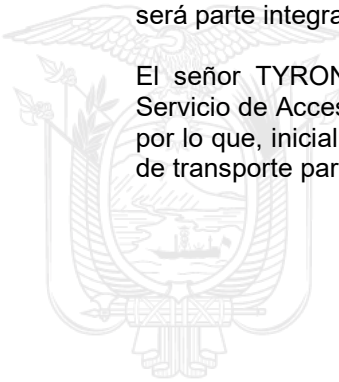 será parte integra
El señor TYRON
Servicio de Acces
por lo que, inicial
de transporte par